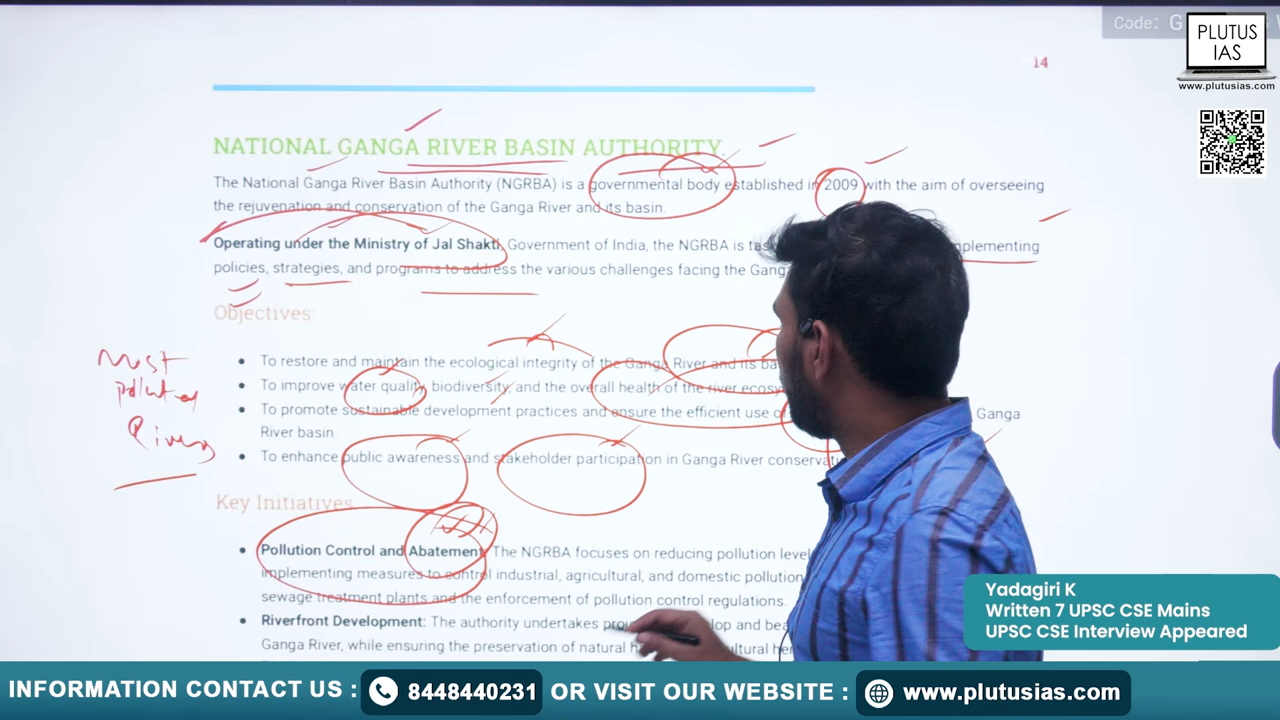 Code: G
PLUTUS
IAS
www.plutusias.com
14
NATIONAL GANGA RIVER BASIN AUTHORITY.
The National Ganga River Basin Authority (NGRBA) is a governmental body established in 2009 with the aim of overseeing
the rejuvenation and conservation of the Ganga River and its basin.
Operating under the Ministry of Jal Shakti, Government of India, the NGRBA is
policies, strategies, and programs to address the various challenges facing the
Objectives:
• To restore and maintain the ecological integrity of the Ganga River and its
• To improve water quality, biodiversity, and the overall health of the river
• To promote sustainable development practices and ensure the efficient use of Ganga
River basin.
• To enhance public awareness and stakeholder participation in Ganga River
Most
polluted
River
Key Initiatives:
• Pollution Control and Abatement: The NGRBA focuses on reducing pollution
implementing measures to control industrial, agricultural, and domestic pollution
sewage treatment plants and the enforcement of pollution control regulations.
• Riverfront Development: The authority undertakes and
Ganga River, while ensuring the preservation of natural
Yadagiri K
Written 7 UPSC CSE Mains
UPSC CSE Interview Appeared
INFORMATION CONTACT US : 8448440231 OR VISIT OUR WEBSITE : www.plutusias.com